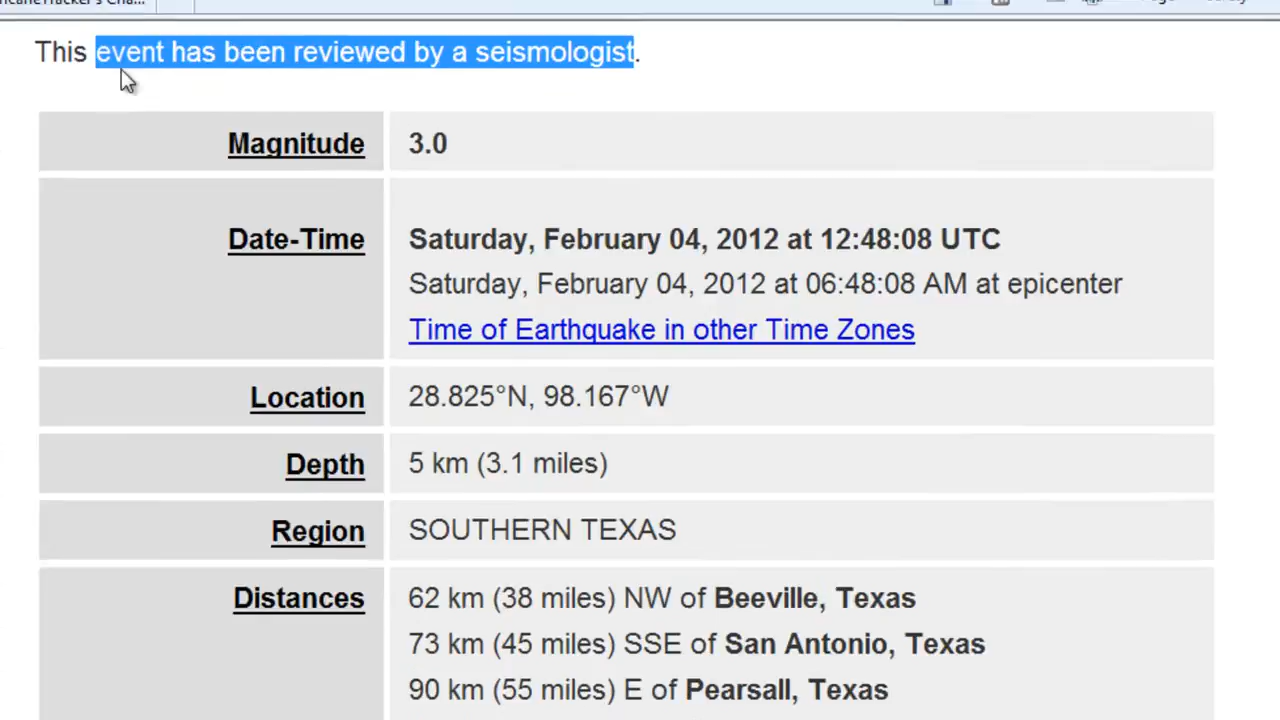 This event has been reviewed by a seismologist.
Magnitude 3.0
Date-Time Saturday, February 04, 2012 at 12:48:08 UTC
Saturday, February 04, 2012 at 06:48:08 AM at epicenter
Time of Earthquake in other Time Zones
Location 28.825°N, 98.167°W
Depth 5 km (3.1 miles)
Region SOUTHERN TEXAS
Distances 62 km (38 miles) NW of Beeville, Texas
73 km (45 miles) SSE of San Antonio, Texas
90 km (55 miles) E of Pearsall, Texas